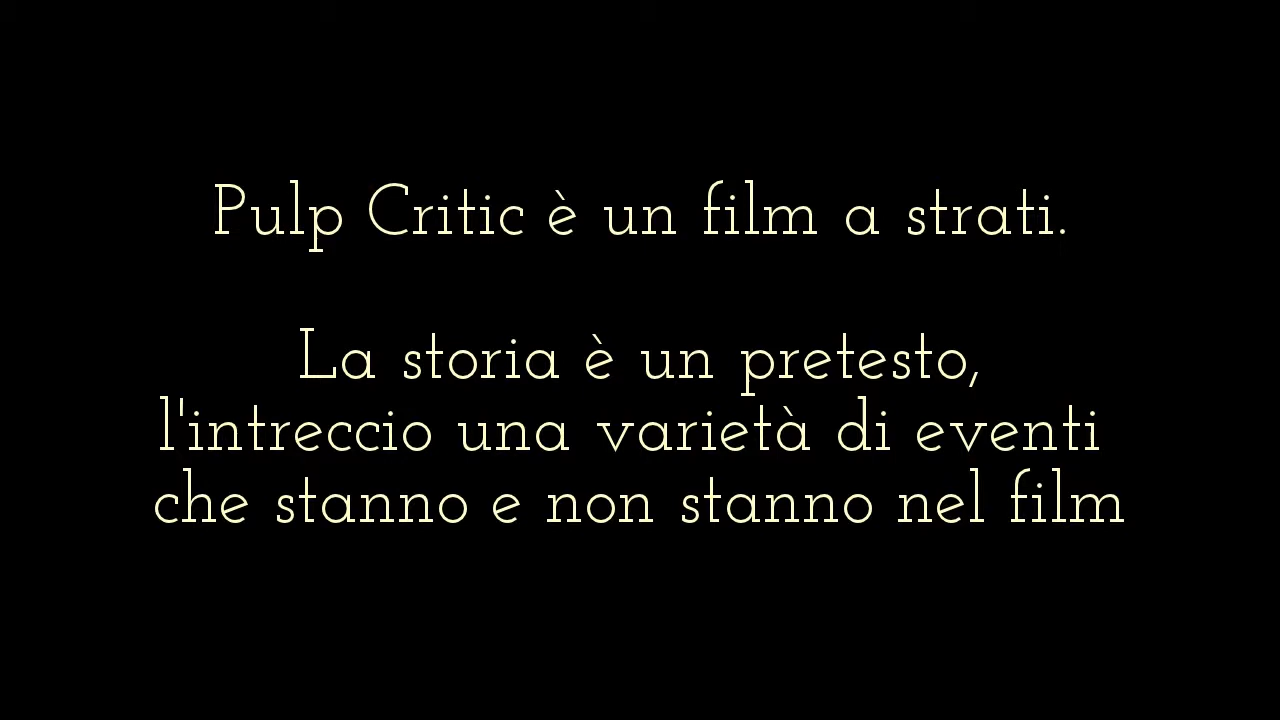 Pulp Critic è un film a strati.
La storia è un pretesto,
l'intreccio una varietà di eventi
che stanno e non stanno nel film